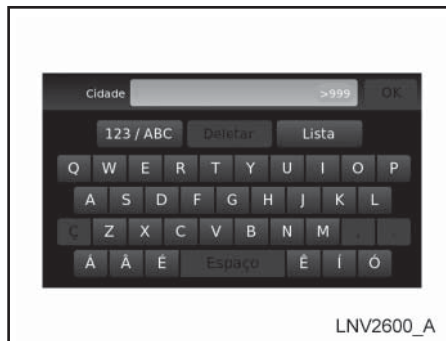 Cidade >999 OK
123 / ABC Deletar Lista
Q W E R T Y U I O P
A S D F G H J K L
Ç Z X C V B N M , .
Á Ã É Espaço Ê Í Ó
LNV2600_A